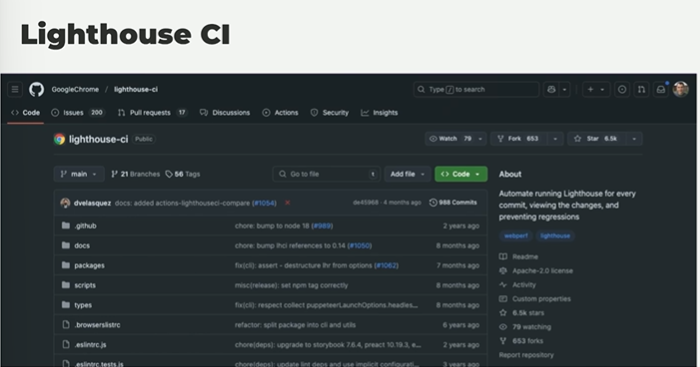 Lighthouse CI
GoogleChrome / lighthouse-ci
Type / to search
Code Issues 200 Pull requests 17 Discussions Actions Security Insights
lighthouse-ci Public
Watch 79 Fork 653 Star 6.5k
main 21 Branches 56 Tags Go to file t Add file Code
About
dvelasquez docs: added actions-lighthouseci-compare (#1054) de45968 · 4 months ago 988 Commits
Automate running Lighthouse for every
commit, viewing the changes, and
preventing regressions
.github chore: bump to node 18 (#989) 2 years ago
webperf lighthouse
docs chore: bump lhci references to 0.14 (#1050) 8 months ago
Readme
packages fix(cli): assert - destructure lhr from options (#1062) 7 months ago
Apache-2.0 license
Activity
scripts misc(release): set npm tag correctly 8 months ago
Custom properties
types fix(cli): respect collect puppeteerLaunchOptions.headles... 8 months ago
6.5k stars
.browserslistrc refactor: split package into cli and utils 6 years ago
79 watching
653 forks
.eslintrc.js chore(deps): upgrade to storybook 7.6.4, preact 10.19.3, e... 2 years ago
Report repository
.eslintrc.tests.js chore(deps): update lint deps and use implicit configurati... 3 years ago